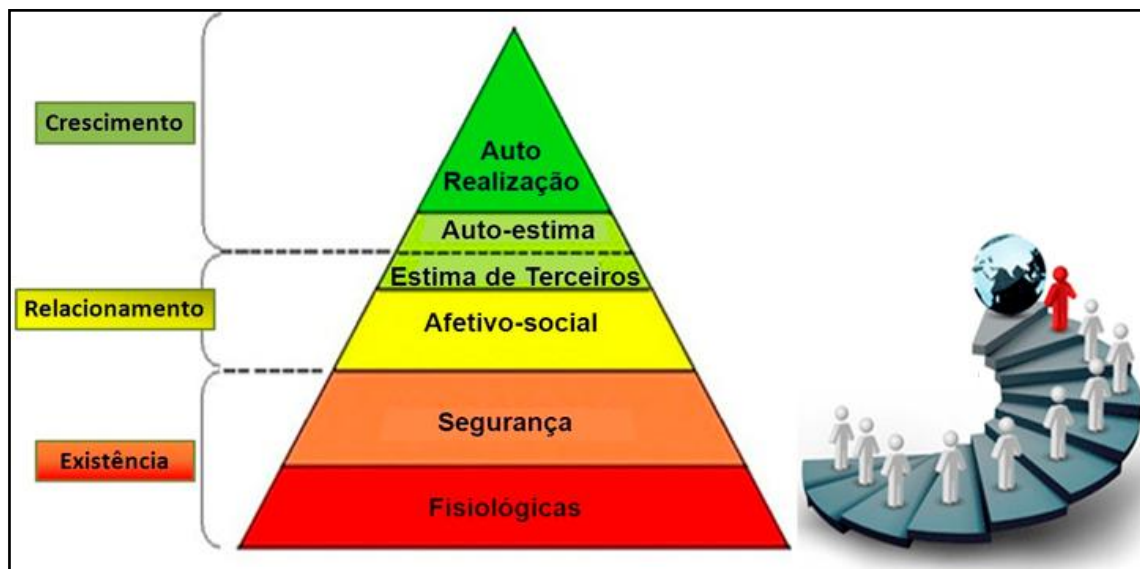 Crescimento
Auto
Realização
Auto-estima
Estima de Terceiros
Relacionamento
Afetivo-social
Segurança
Existência
Fisiológicas